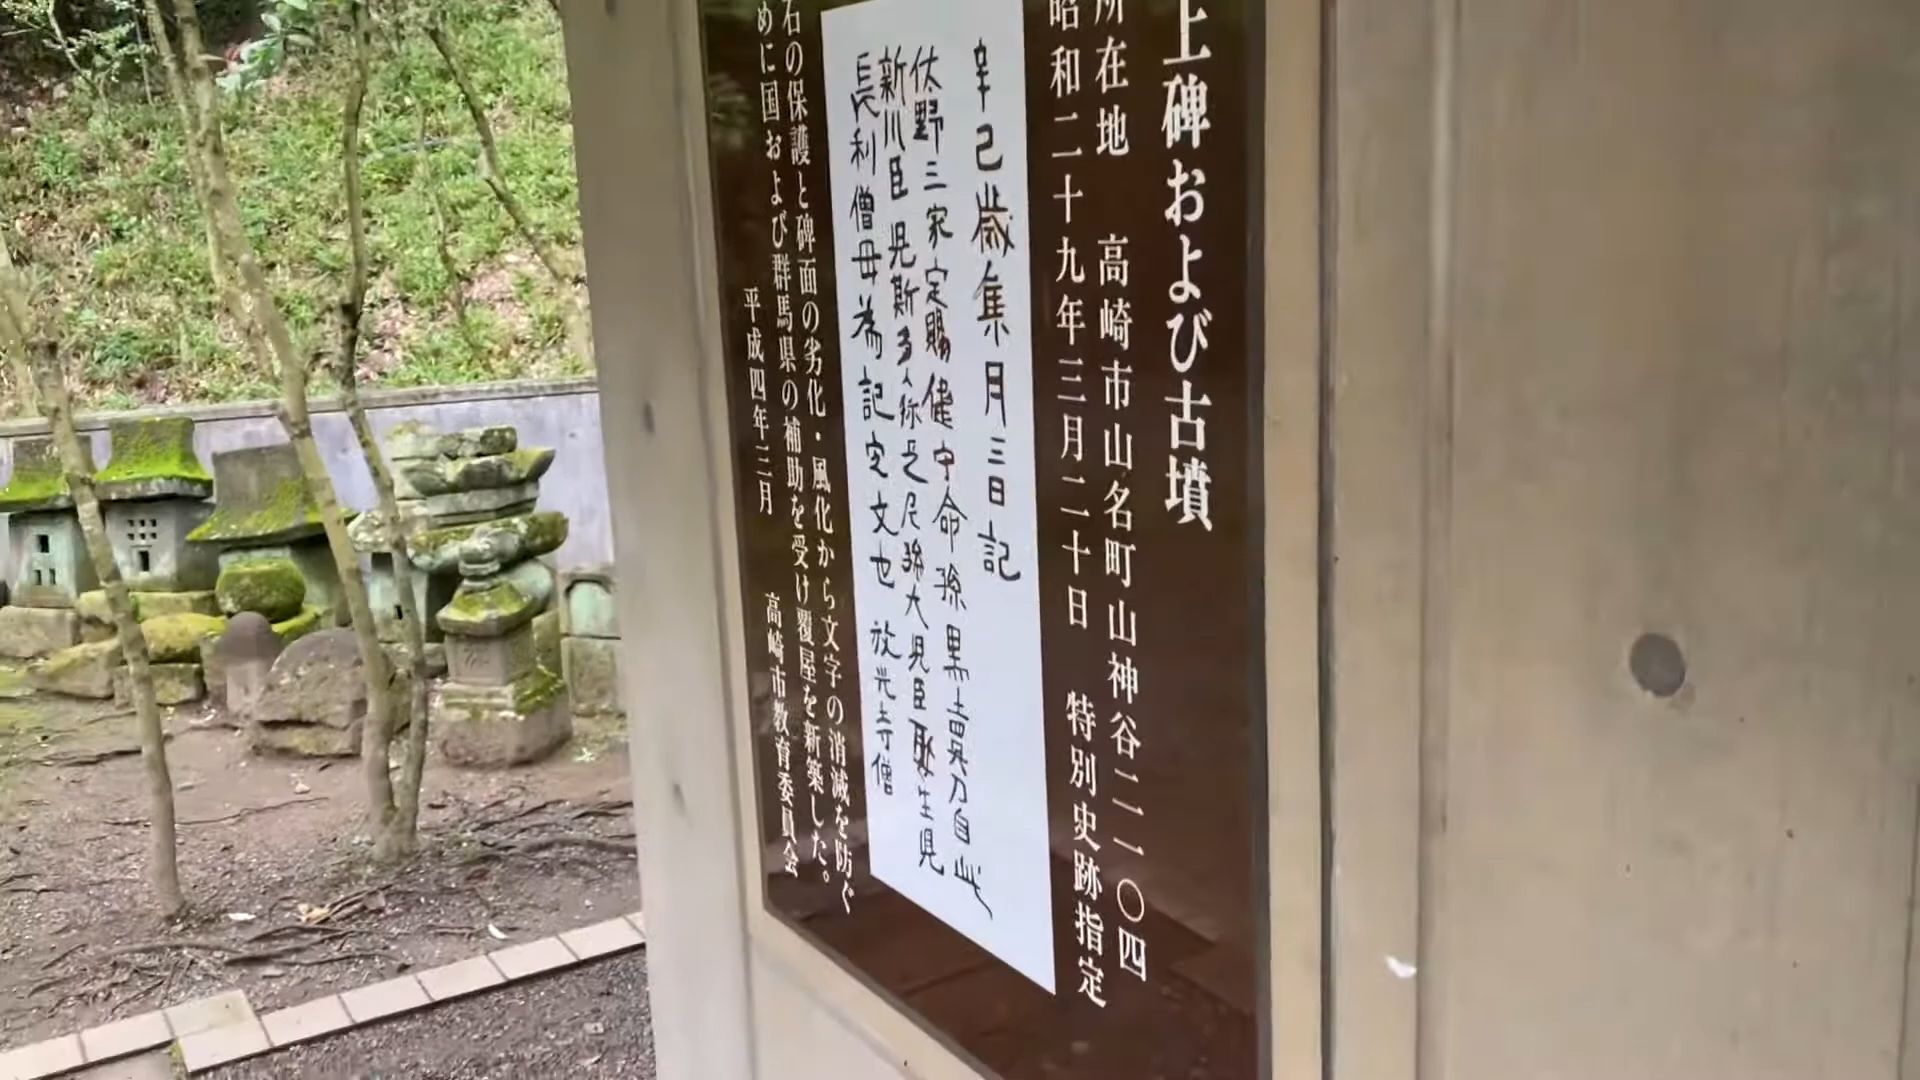 上碑および古墳
所在地　高崎市山名町山神谷二一一〇四
昭和二十九年三月二十日　特別史跡指定
辛己歳集月三日記
佐野三家定賜健守命孫黒売刀自此
新川臣児斯多々弥足尼孫大児臣娶生児
長利僧母為記定文也　放光寺僧
石の保護と碑面の劣化・風化から文字の消滅を防ぐ
めに国および群馬県の補助を受け覆屋を新築した。
平成四年三月　高崎市教育委員会